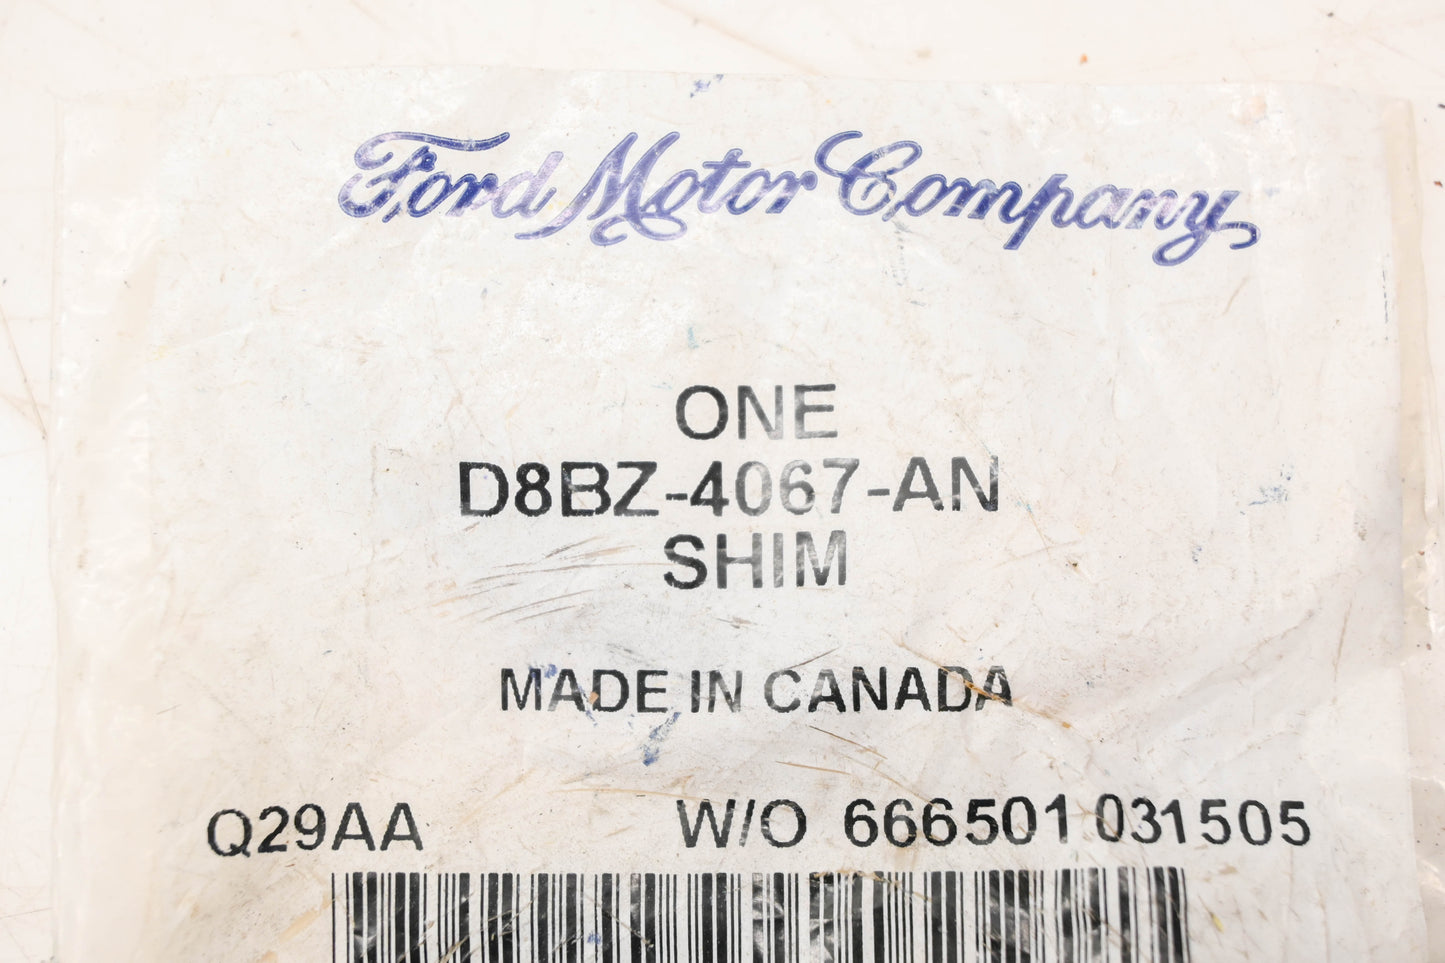 Ford Motor Company
ONE
D8BZ-4067-AN
SHIM
MADE IN CANADA
Q29AA W/O 666501 031505